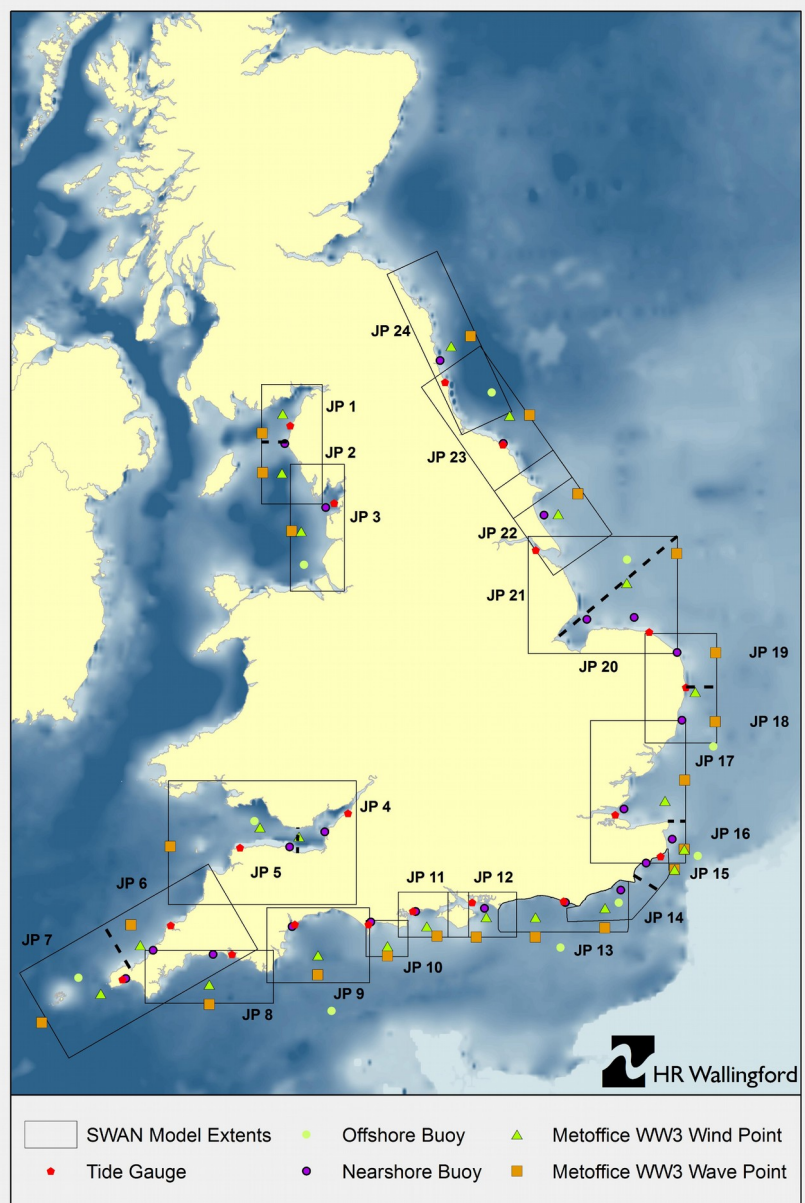 JP 24
JP 1
JP 2
JP 23
JP 3
JP 22
JP 21
JP 20
JP 19
JP 18
JP 17
JP 4
JP 16
JP 5
JP 15
JP 6
JP 11
JP 12
JP 14
JP 7
JP 13
JP 10
JP 9
JP 8
HR Wallingford
SWAN Model Extents
Offshore Buoy
Metoffice WW3 Wind Point
Tide Gauge
Nearshore Buoy
Metoffice WW3 Wave Point